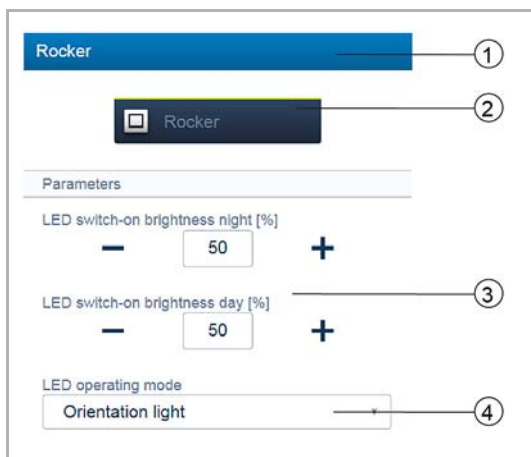 Rocker
1
Rocker
2
Parameters
LED switch-on brightness night [%]
50
LED switch-on brightness day [%]
3
50
LED operating mode
Orientation light
4